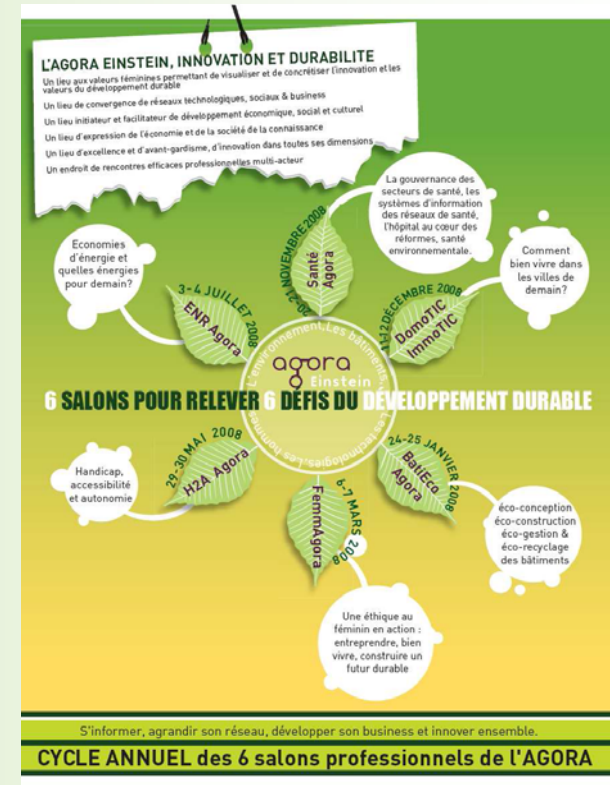 L'AGORA EINSTEIN, INNOVATION ET DURABILITE
Un lieu aux valeurs féminines permettant de visualiser et de concrétiser l'innovation et les
valeurs du développement durable
Un lieu de convergence de réseaux technologiques, sociaux & business
Un lieu initiateur et facilitateur de développement économique, social et culturel
Un lieu d'expression de l'économie et de la société de la connaissance
Un lieu d'excellence et d'avant-gardisme, d'innovation dans toutes ses dimensions
Un endroit de rencontres efficaces professionnelles multi-acteur
La gouvernance des
secteurs de santé, les
systèmes d'information
des réseaux de santé,
l'hôpital au cœur des
réformes, santé
environnementale.
20-21 NOVEMBRE 2008
Santé
Agora
Economies
d'énergie et
quelles énergies
pour demain?
3-4 JUILLET 2008
ENR Agora
Comment
bien vivre dans
les villes de
demain?
11-12 DÉCEMBRE 2008
DomoTIC
ImmoTIC
L'environnement, Les bâtiments, Les technologies, Les hommes
agora
Einstein
6 SALONS POUR RELEVER 6 DÉFIS DU DÉVELOPPEMENT DURABLE
29-30 MAI 2008
H2A Agora
Handicap,
accessibilité
et autonomie
24-25 JANVIER 2008
BatiEco
Agora
éco-conception
éco-construction
éco-gestion &
éco-recyclage
des bâtiments
6-7 MARS 2008
FemmAgora
Une éthique au
féminin en action :
entreprendre, bien
vivre, construire un
futur durable
S'informer, agrandir son réseau, développer son business et innover ensemble.
CYCLE ANNUEL des 6 salons professionnels de l'AGORA